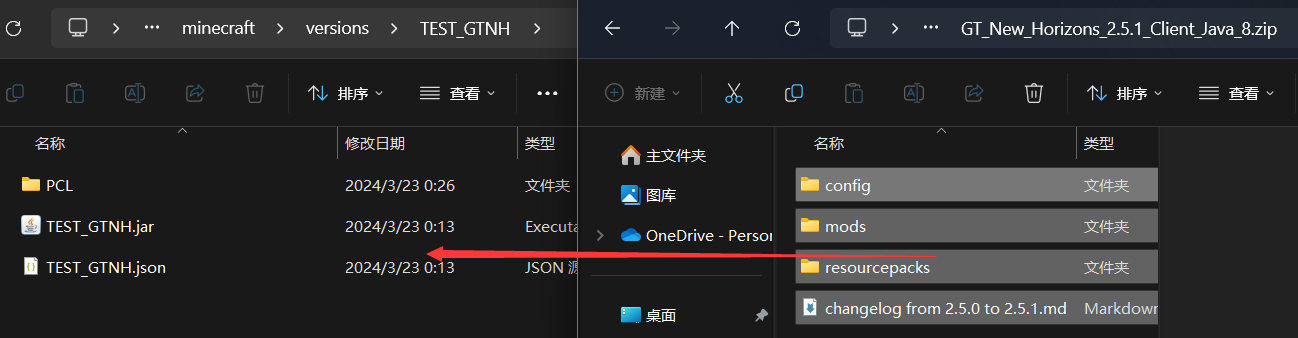 minecraft > versions > TEST_GTNH >
排序 查看
名称 修改日期 类型
PCL 2024/3/23 0:26 文件夹
TEST_GTNH.jar 2024/3/23 0:13 Executa
TEST_GTNH.json 2024/3/23 0:13 JSON 源
GT_New_Horizons_2.5.1_Client_Java_8.zip
新建 排序 查看
主文件夹
图库
OneDrive - Person
桌面
名称 类型
config 文件夹
mods 文件夹
resourcepacks 文件夹
changelog from 2.5.0 to 2.5.1.md Markdown